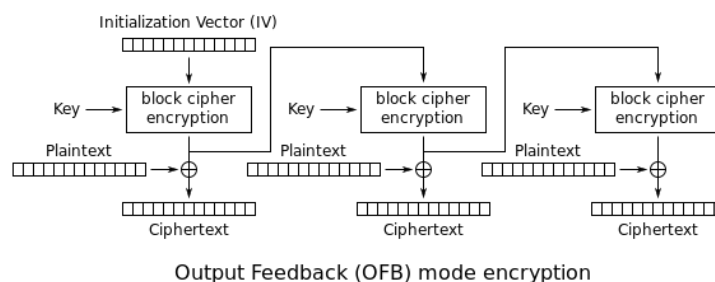 Initialization Vector (IV)
Key
block cipher
encryption
Key
block cipher
encryption
Key
block cipher
encryption
Plaintext
Plaintext
Plaintext
Ciphertext
Ciphertext
Ciphertext
Output Feedback (OFB) mode encryption